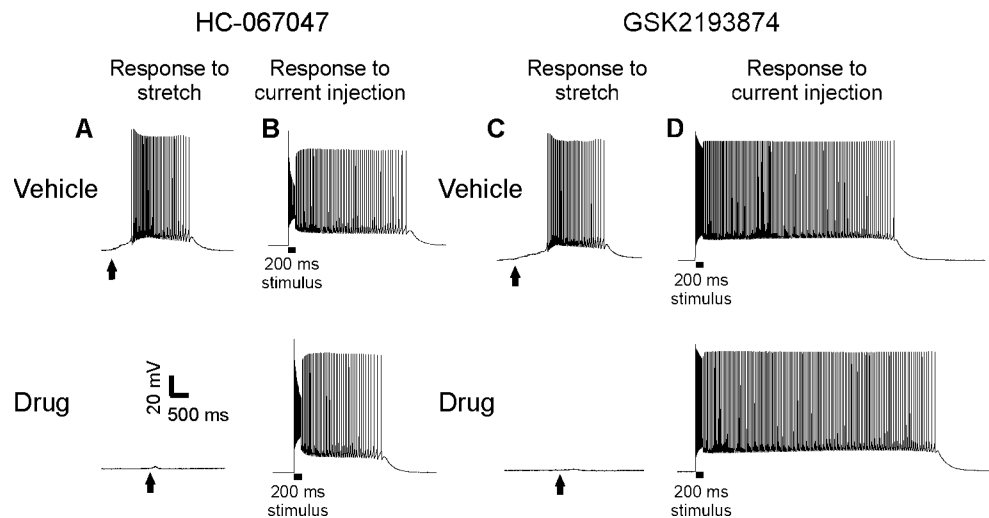 HC-067047
GSK2193874
Response to
stretch
Response to
current injection
Response to
stretch
Response to
current injection
A
B
C
D
Vehicle
Vehicle
200 ms
stimulus
200 ms
stimulus
Drug
20 mV
500 ms
Drug
200 ms
stimulus
200 ms
stimulus